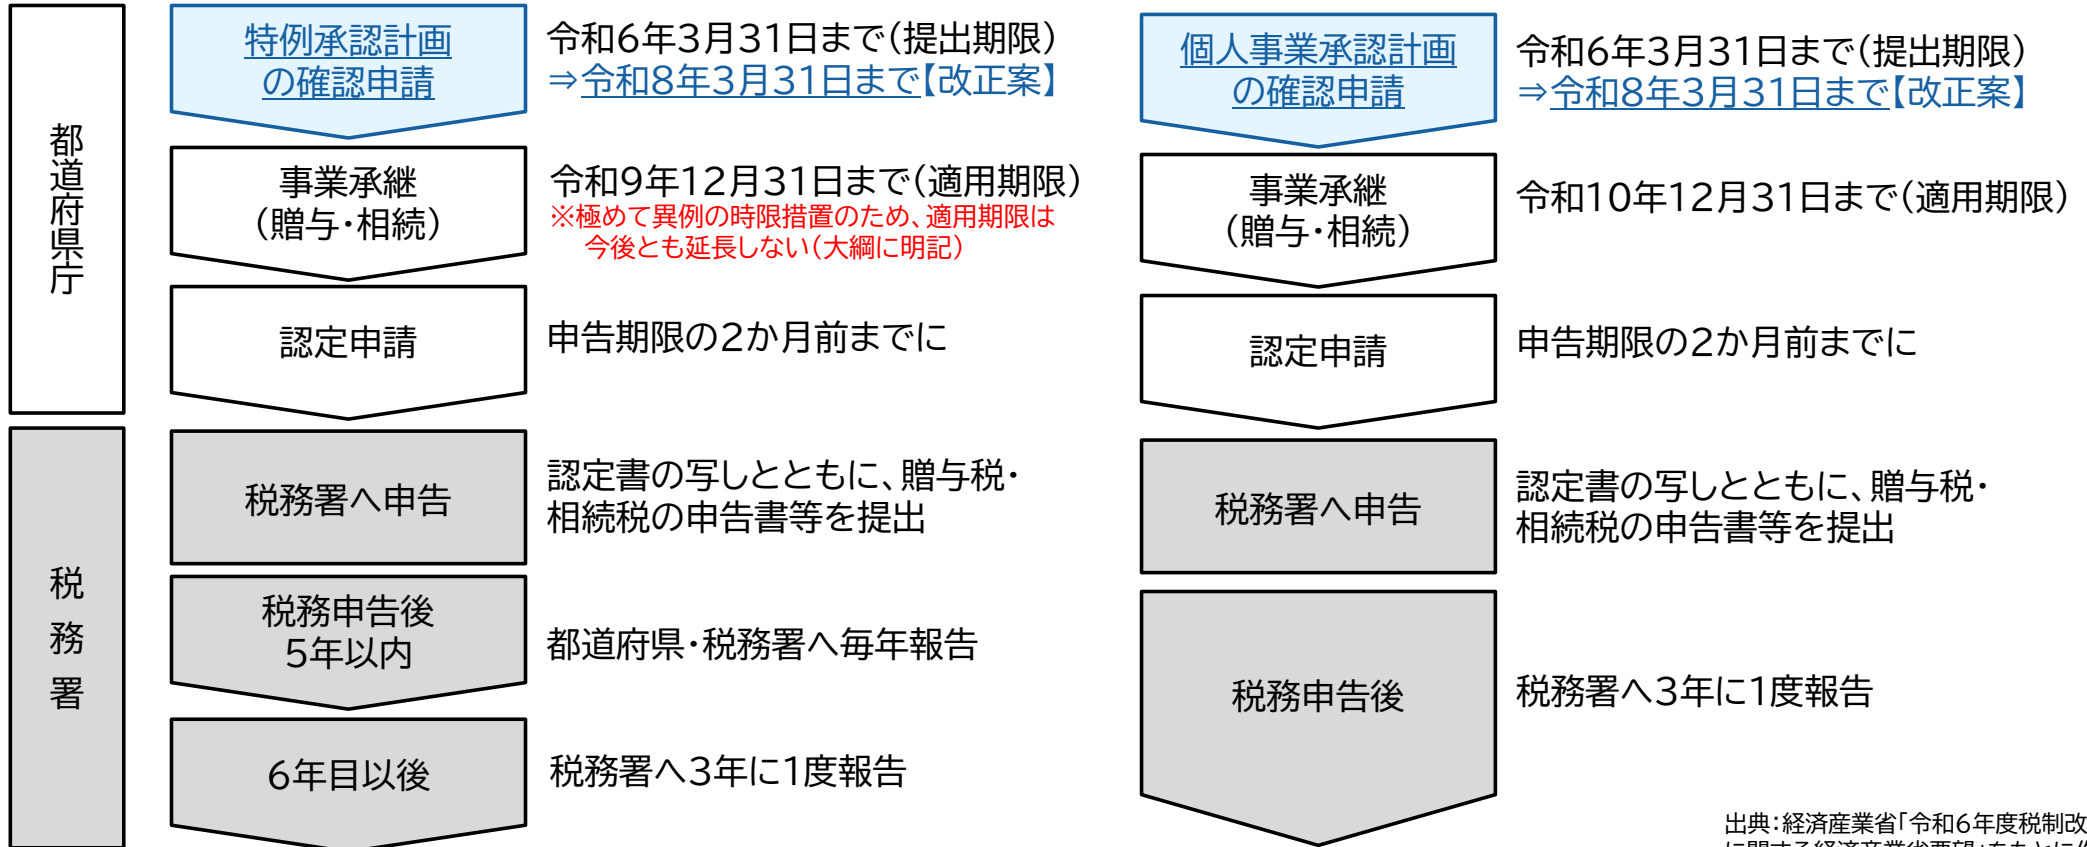 都道府県庁
特例承認計画
の確認申請
令和6年3月31日まで(提出期限)
⇒令和8年3月31日まで【改正案】
事業承継
(贈与・相続)
令和9年12月31日まで(適用期限)
※極めて異例の時限措置のため、適用期限は
今後とも延長しない(大綱に明記)
認定申請
申告期限の2か月前までに
税務署
税務署へ申告
認定書の写しとともに、贈与税・
相続税の申告書等を提出
税務申告後
5年以内
都道府県・税務署へ毎年報告
6年目以後
税務署へ3年に1度報告
個人事業承認計画
の確認申請
令和6年3月31日まで(提出期限)
⇒令和8年3月31日まで【改正案】
事業承継
(贈与・相続)
令和10年12月31日まで(適用期限)
認定申請
申告期限の2か月前までに
税務署へ申告
認定書の写しとともに、贈与税・
相続税の申告書等を提出
税務申告後
税務署へ3年に1度報告
出典:経済産業省「令和6年度税制改
に関する経済産業省要望」をもとに作